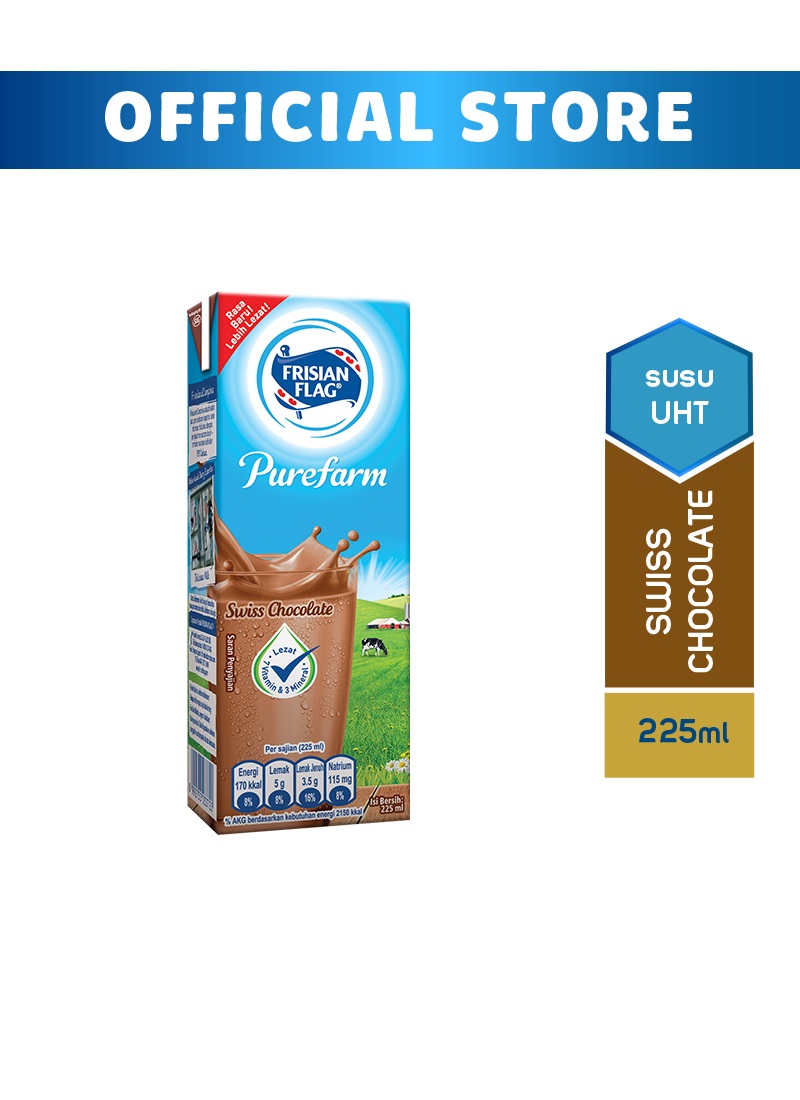 OFFICIAL STORE
Rasa
Baru!
Lebih Lezat!
FRISIAN
FLAG®
Purefarm
Swiss Chocolate
Saran Penyajian
Lezat
7 Vitamin & 3 Mineral
Per sajian (225 ml)
Energi
170 kkal
8%
Lemak
5 g
8%
Lemak Jenuh
3.5 g
16%
Natrium
115 mg
8%
Isi Bersih:
225 ml
% AKG berdasarkan kebutuhan energi 2150 kkal
susu
UHT
SWISS
CHOCOLATE
225ml